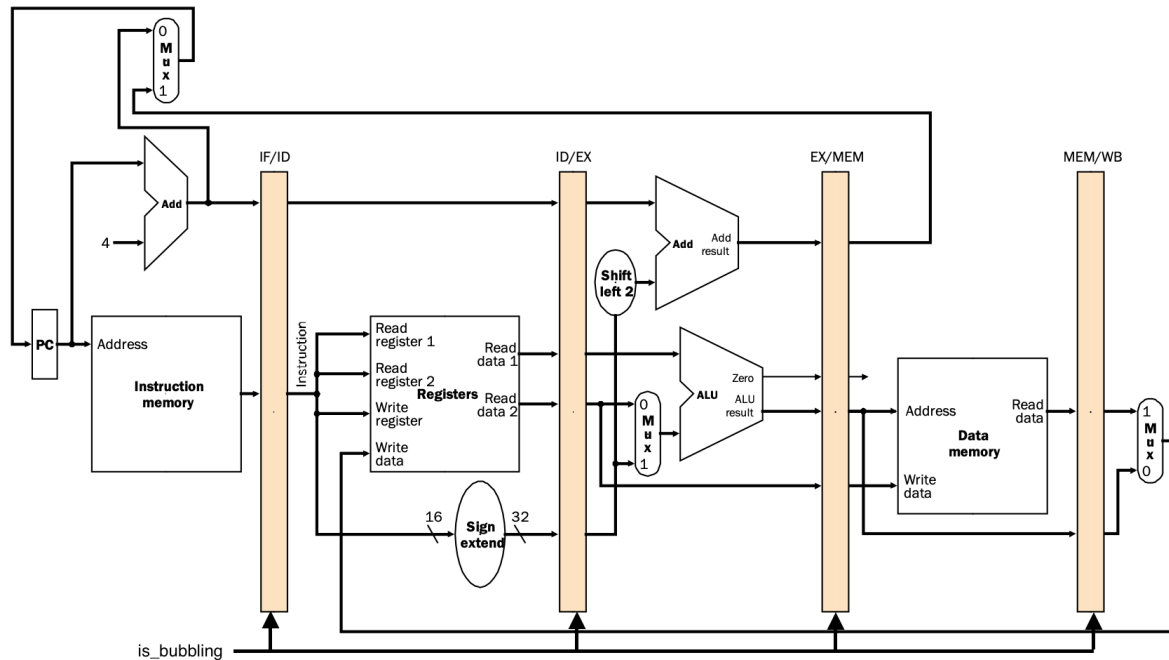 0
M
u
x
1
IF/ID
ID/EX
EX/MEM
MEM/WB
Add
4
Add
Add
result
Shift
left 2
PC
Address
Instruction
memory
Instruction
Read
register 1
Read
register 2
Write
register
Write
data
Registers
Read
data 1
Read
data 2
0
M
u
x
1
ALU
Zero
ALU
result
Address
Read
data
Data
memory
Write
data
1
M
u
x
0
16
Sign
extend
32
is_bubbling